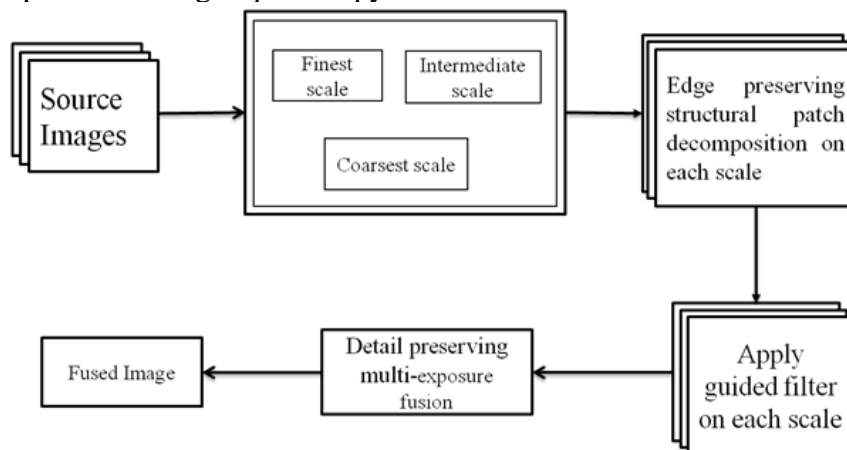 Source
Images
Finest
scale
Intermediate
scale
Coarsest scale
Edge preserving
structural patch
decomposition on
each scale
Apply
guided filter
on each scale
Detail preserving
multi-exposure
fusion
Fused Image